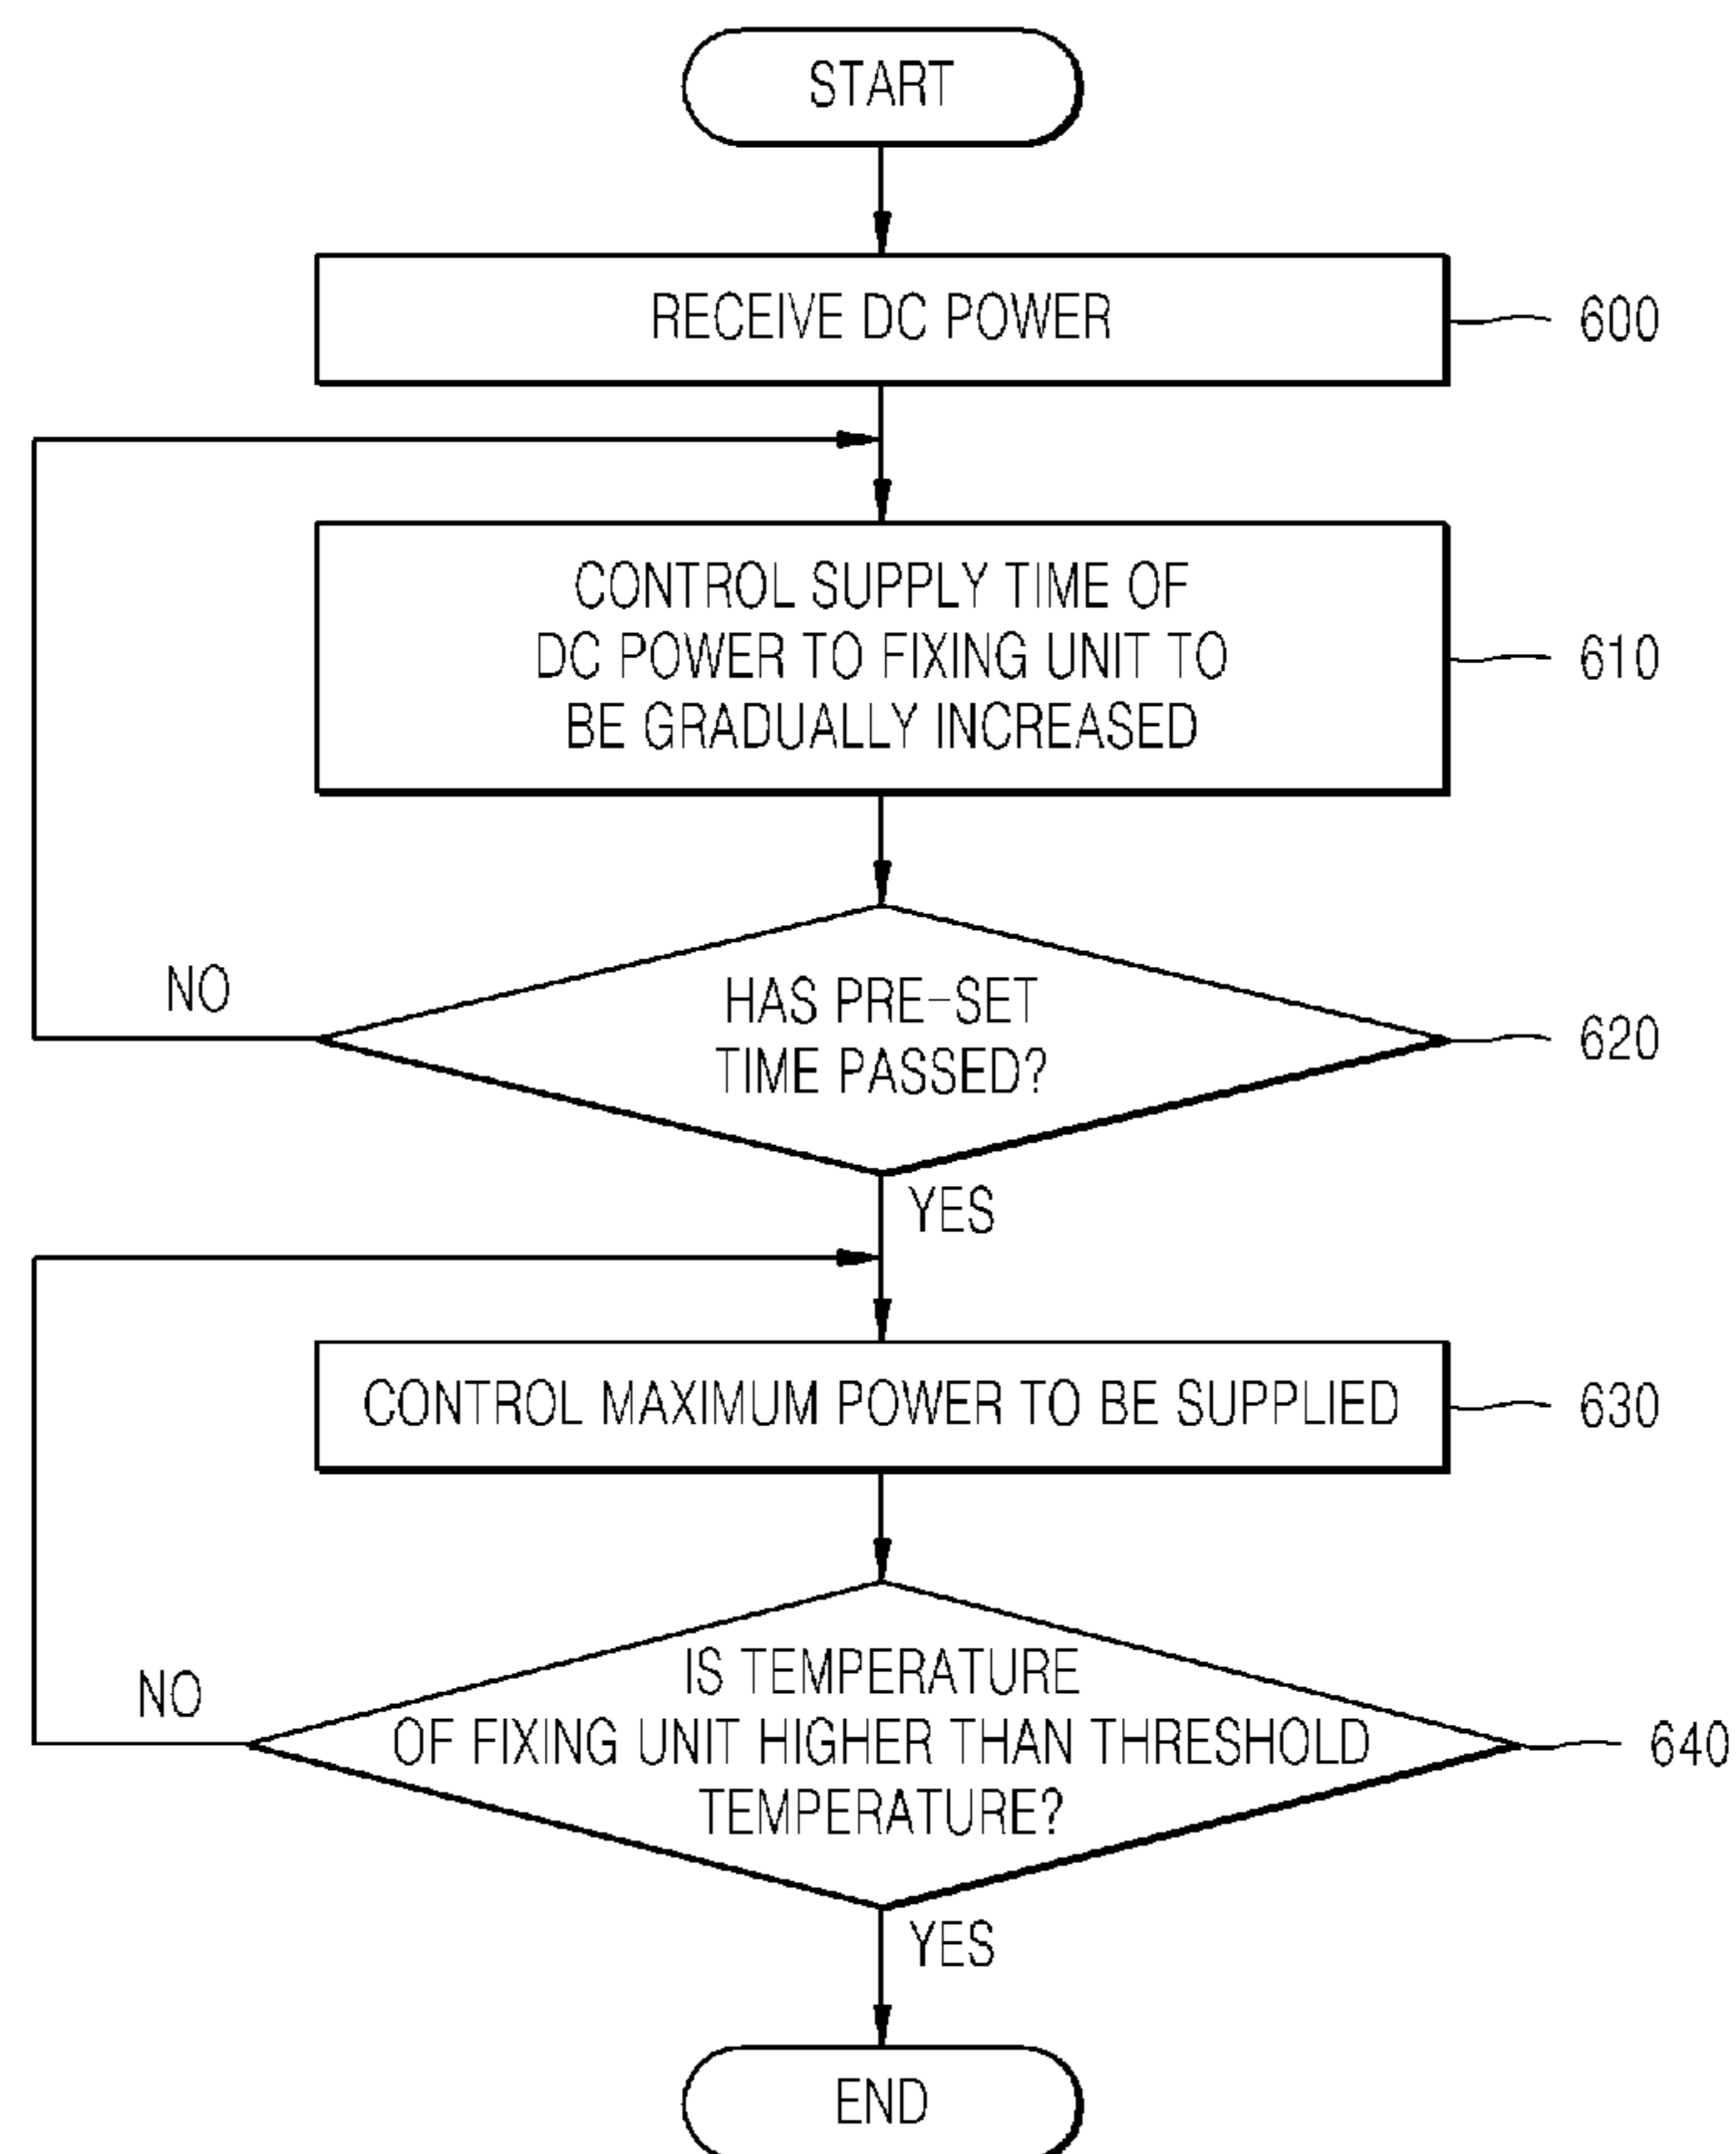 START
RECEIVE DC POWER
600
CONTROL SUPPLY TIME OF
DC POWER TO FIXING UNIT TO
BE GRADUALLY INCREASED
610
HAS PRE-SET
TIME PASSED?
620
NO
YES
CONTROL MAXIMUM POWER TO BE SUPPLIED
630
IS TEMPERATURE
OF FIXING UNIT HIGHER THAN THRESHOLD
TEMPERATURE?
640
NO
YES
END